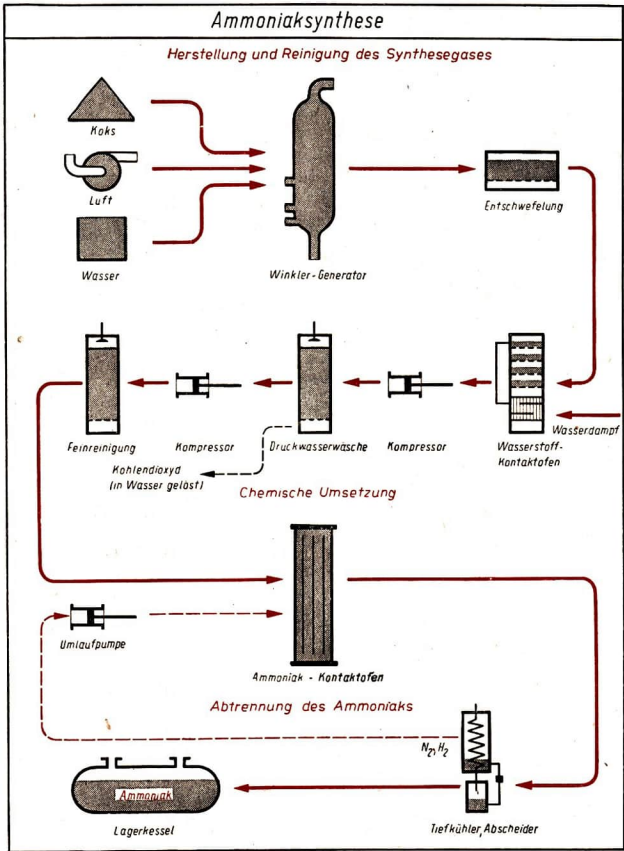 Ammoniaksynthese
Herstellung und Reinigung des Synthesegases
Koks
Luft
Wasser
Winkler-Generator
Entschwefelung
Wasserdampf
Wasserstoff-
Kontaktofen
Kompressor
Druckwasserwäsche
Kompressor
Feinreinigung
Kohlendioxyd
(in Wasser gelöst)
Chemische Umsetzung
Umlaufpumpe
Ammoniak - Kontaktofen
Abtrennung des Ammoniaks
N2, H2
Ammoniak
Lagerkessel
Tiefkühler, Abscheider